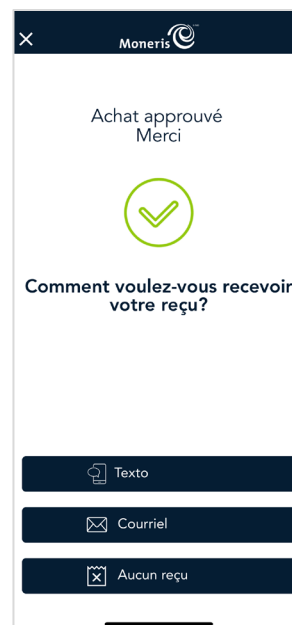 Moneris
Achat approuvé
Merci
Comment voulez-vous recevoir
votre reçu?
Texto
Courriel
Aucun reçu